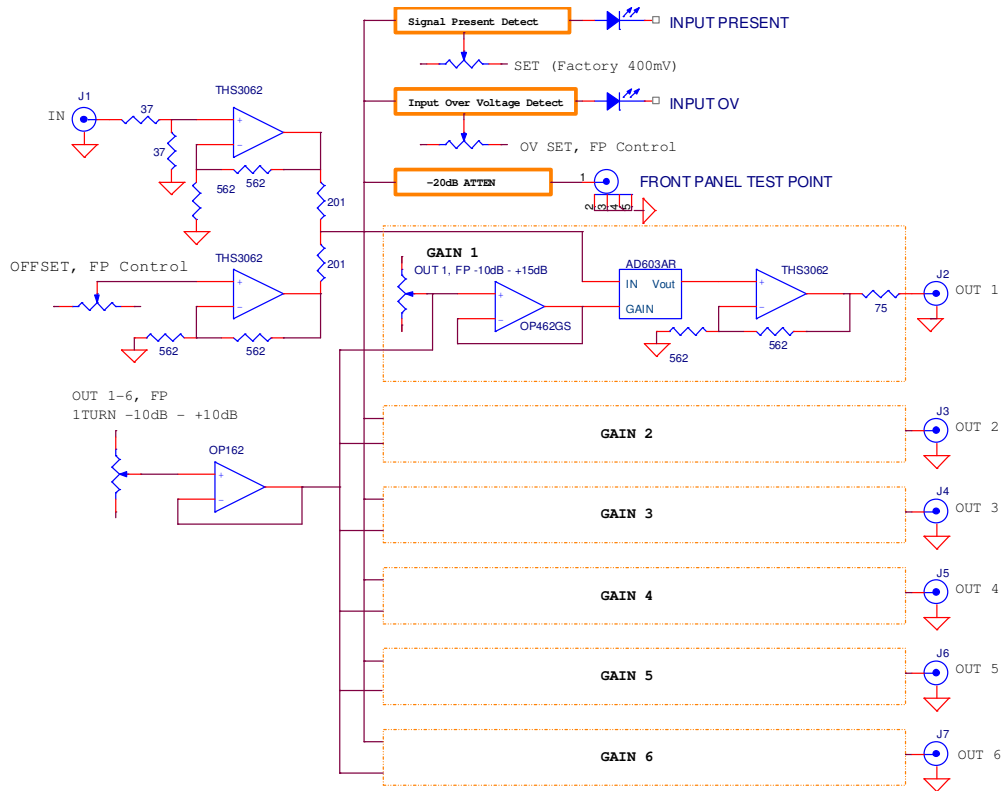 Signal Present Detect
INPUT PRESENT
SET (Factory 400mV)
Input Over Voltage Detect
INPUT OV
OV SET, FP Control
-20dB ATTEN
1
2
3
4
5
FRONT PANEL TEST POINT
J1
IN
37
37
THS3062
562
562
201
201
OFFSET, FP Control
THS3062
562
562
GAIN 1
OUT 1, FP -10dB - +15dB
OP462GS
AD603AR
IN Vout
GAIN
THS3062
562
562
75
J2
OUT 1
OUT 1-6, FP
1TURN -10dB - +10dB
OP162
GAIN 2
J3
OUT 2
GAIN 3
J4
OUT 3
GAIN 4
J5
OUT 4
GAIN 5
J6
OUT 5
GAIN 6
J7
OUT 6